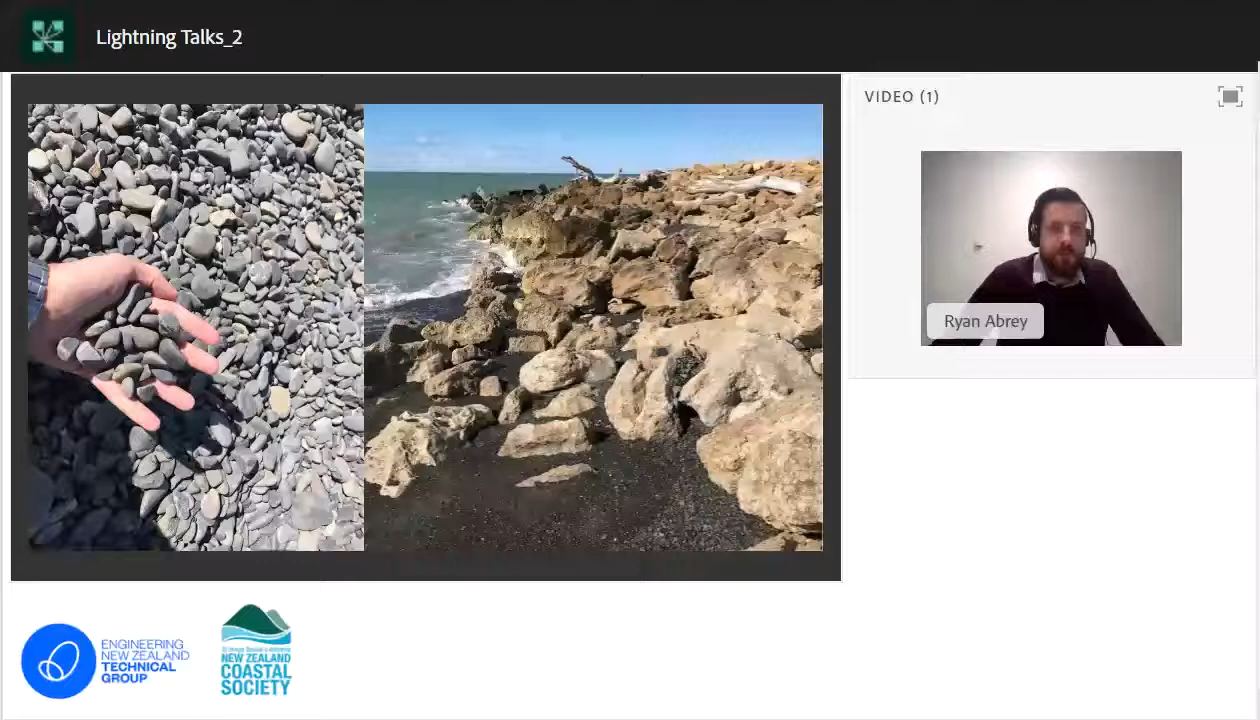 Lightning Talks_2
VIDEO (1)
Ryan Abrey
ENGINEERING
NEW ZEALAND
TECHNICAL
GROUP
NEW ZEALAND
COASTAL
SOCIETY